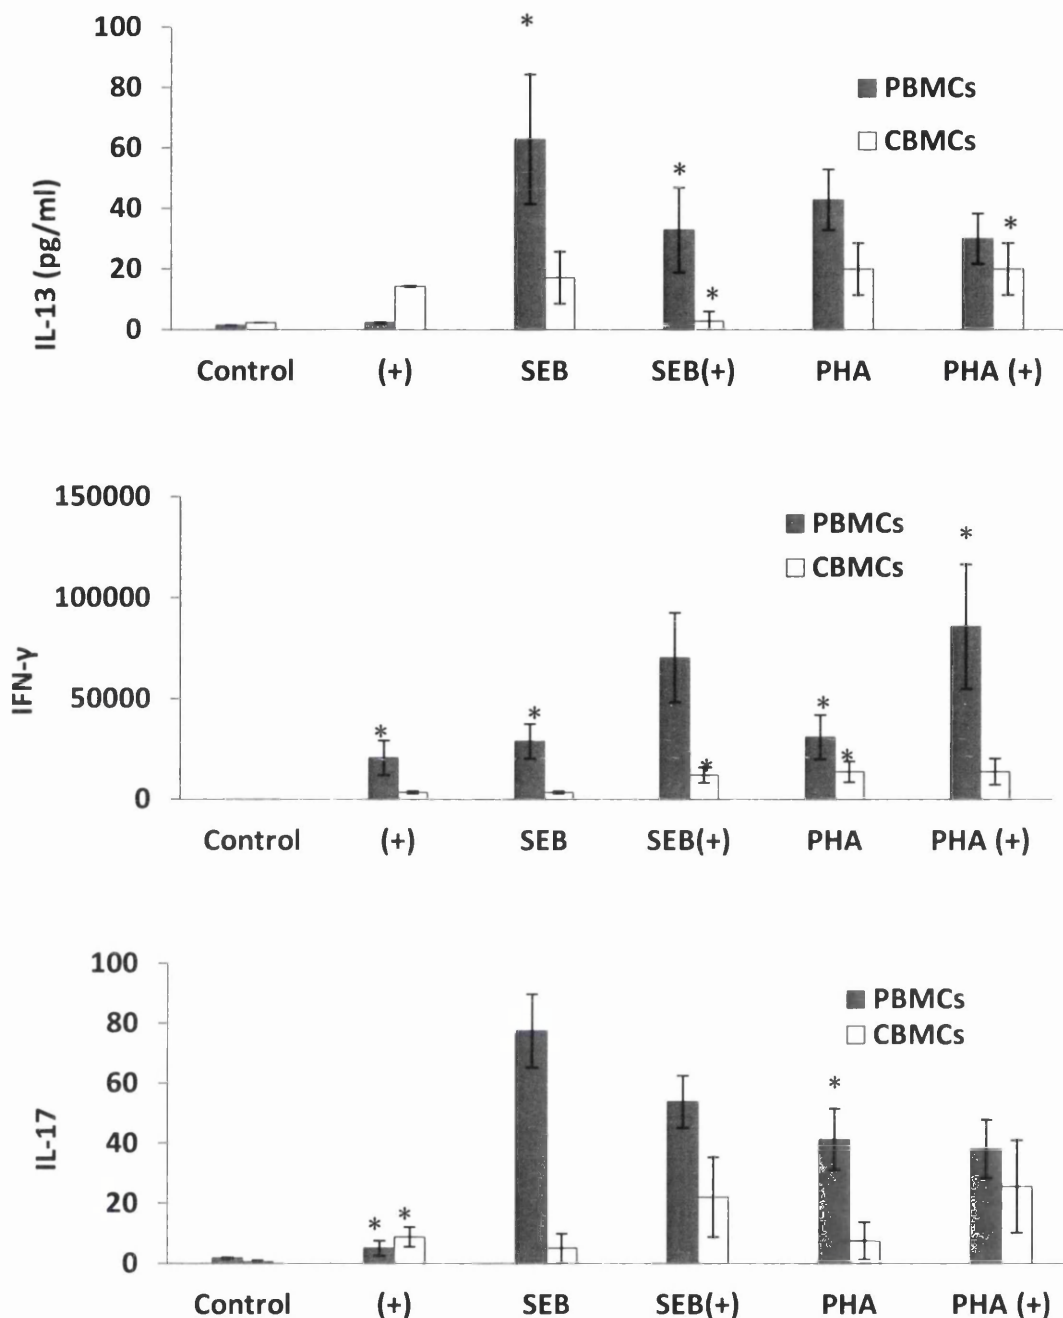 100
*
80
PBMCs
60
CBMCs
*
40
*
20
*
0
IL-13 (pg/ml)
Control (+) SEB SEB(+) PHA PHA (+)
150000
PBMCs
*
CBMCs
100000
50000
*
*
*
*
*
0
IFN-γ
Control (+) SEB SEB(+) PHA PHA (+)
100
PBMCs
80
CBMCs
*
60
40
20
*
*
0
IL-17
Control (+) SEB SEB(+) PHA PHA (+)